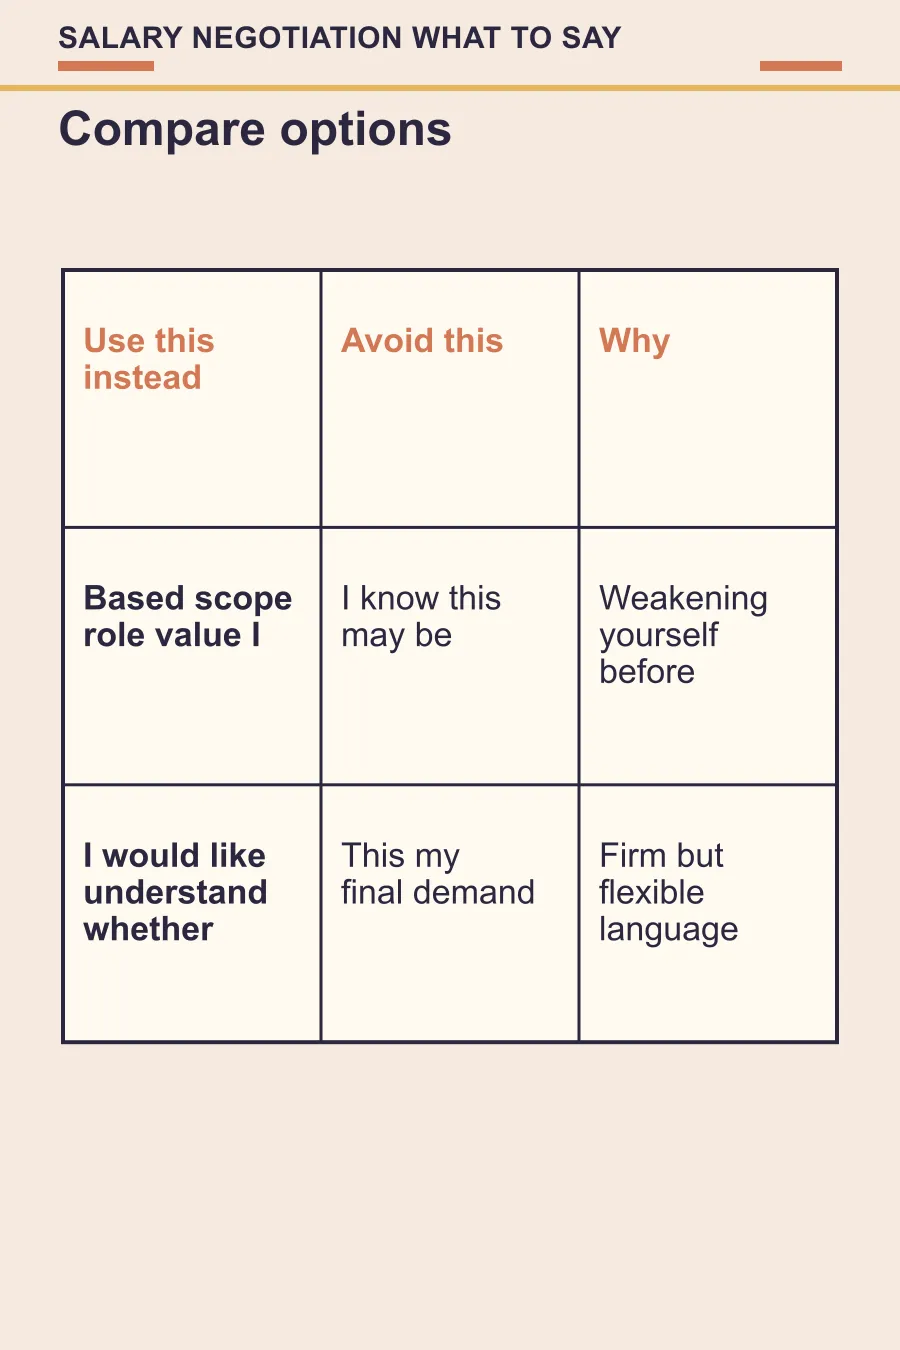 SALARY NEGOTIATION WHAT TO SAY
Compare options
Use this
instead
Avoid this
Why
Based scope
role value I
I know this
may be
Weakening
yourself
before
I would like
understand
whether
This my
final demand
Firm but
flexible
language